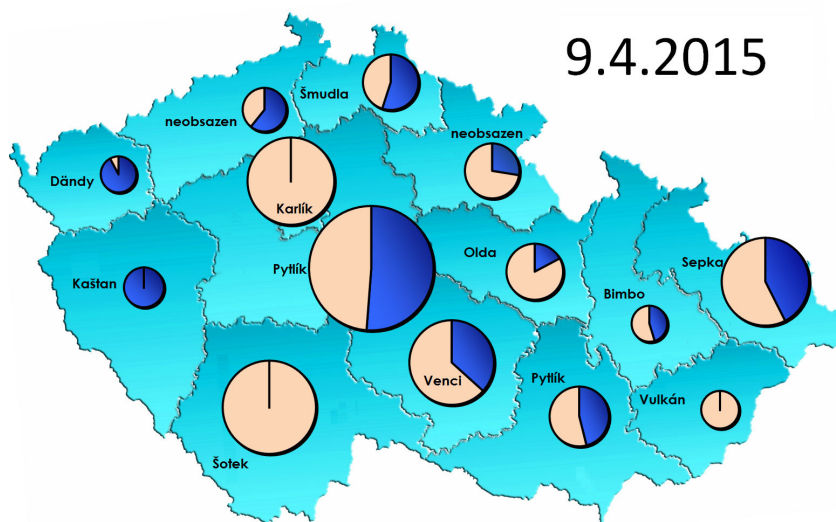 9.4.2015
Šmudla
neobsazen
neobsazen
Dändy
Karlík
Olda
Sepka
Pytlík
Kaštan
Bimbo
Venci
Pytlík
Vulkán
Šotek